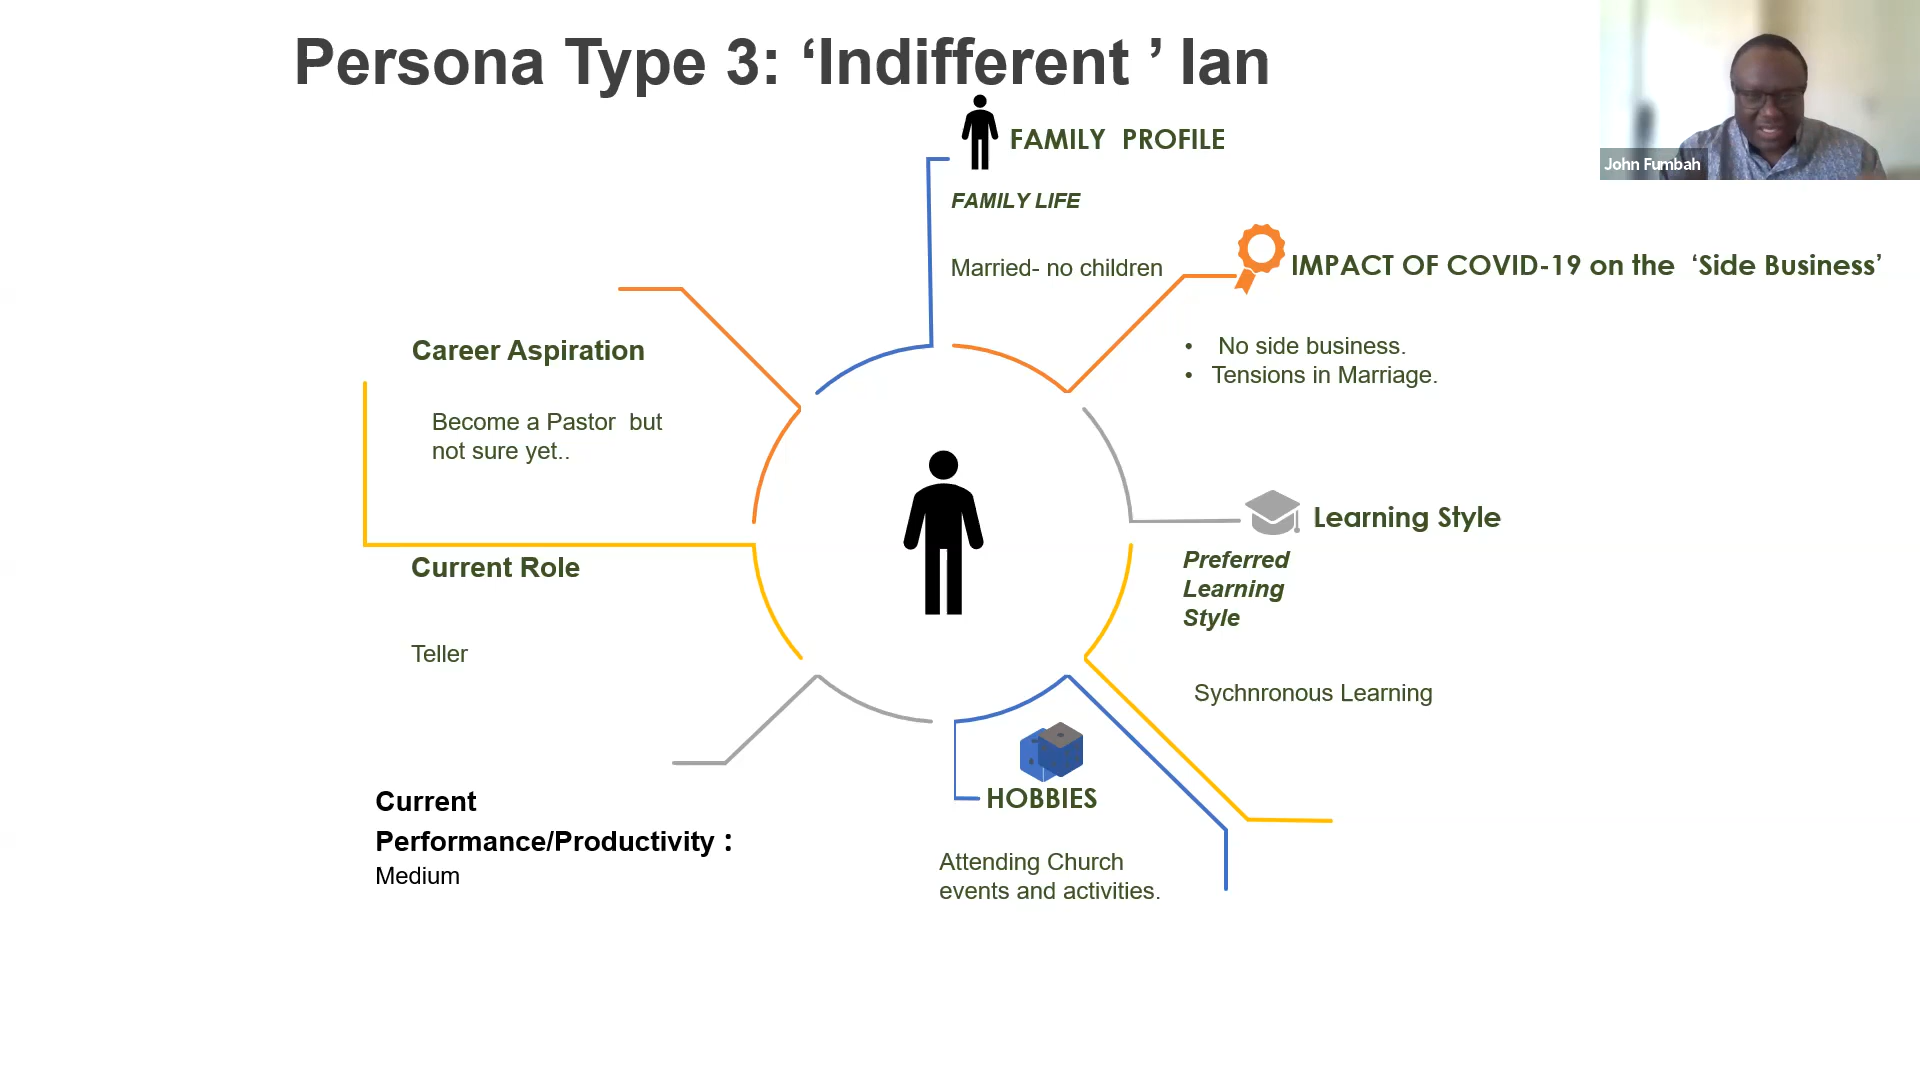 Persona Type 3: ‘Indifferent ’ Ian
John Fumbah
FAMILY PROFILE
FAMILY LIFE
Married- no children
IMPACT OF COVID-19 on the ‘Side Business’
• No side business.
• Tensions in Marriage.
Career Aspiration
Become a Pastor but
not sure yet..
Learning Style
Preferred
Learning
Style
Sychnronous Learning
Current Role
Teller
HOBBIES
Attending Church
events and activities.
Current
Performance/Productivity :
Medium